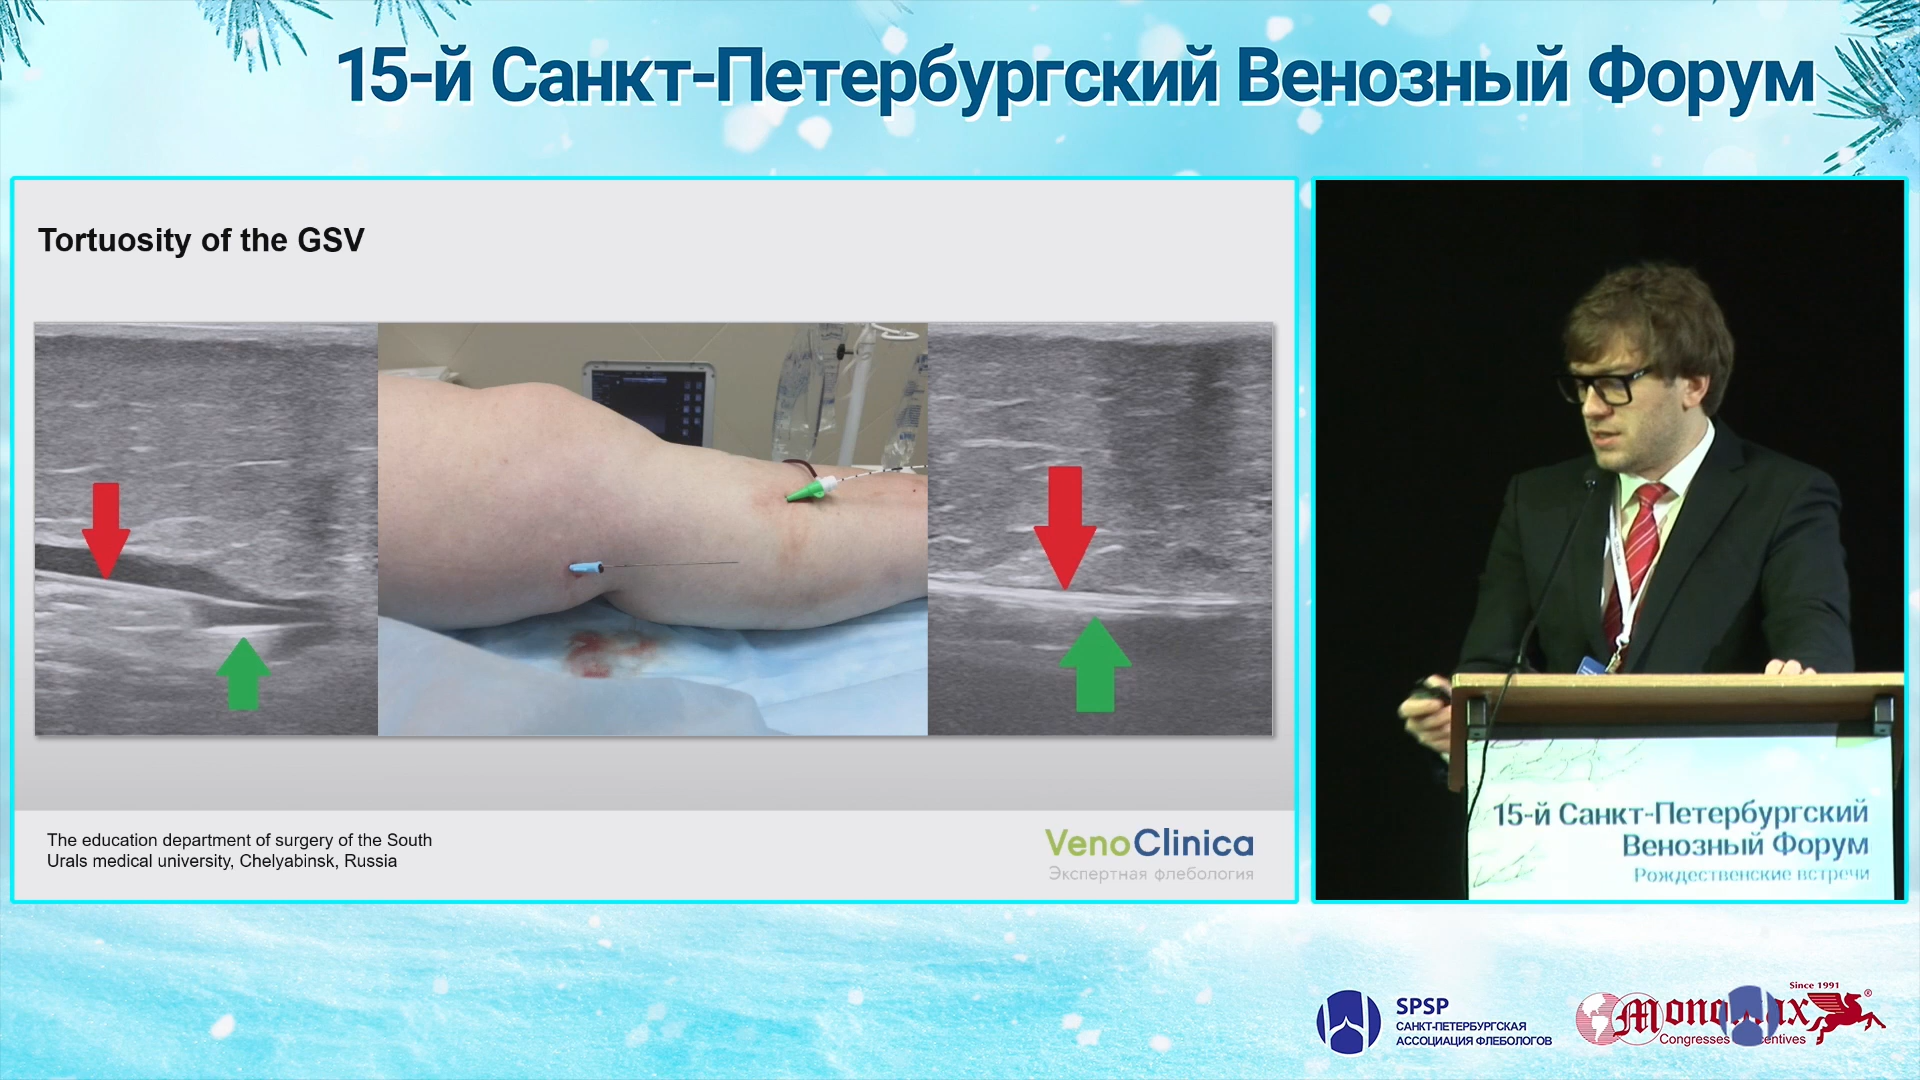 15-й Санкт-Петербургский Венозный Форум
Tortuosity of the GSV
The education department of surgery of the South
Urals medical university, Chelyabinsk, Russia
VenoClinica
Экспертная флебология
15-й Санкт-Петербургский
Венозный Форум
Рождественские встречи
SPSP
САНКТ-ПЕТЕРБУРГСКАЯ
АССОЦИАЦИЯ ФЛЕБОЛОГОВ
Since 1991
Congresses